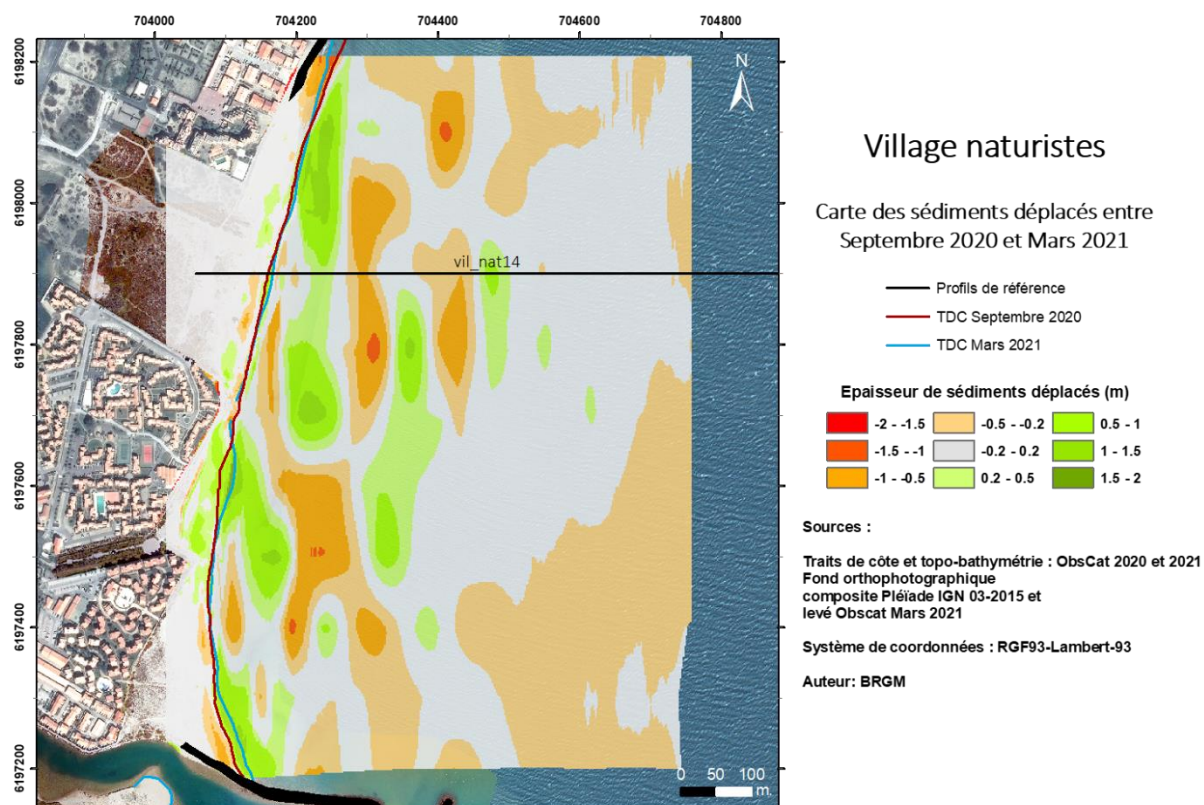 704000 704200 704400 704600 704800
6198200
6198000
6197800
6197600
6197400
6197200
N
vil_nat14
0 50 100
m.
Village naturistes
Carte des sédiments déplacés entre
Septembre 2020 et Mars 2021
Profils de référence
TDC Septembre 2020
TDC Mars 2021
Epaisseur de sédiments déplacés (m)
-2 - -1.5 -0.5 - -0.2 0.5 - 1
-1.5 - -1 -0.2 - 0.2 1 - 1.5
-1 - -0.5 0.2 - 0.5 1.5 - 2
Sources :
Traits de côte et topo-bathymétrie : ObsCat 2020 et 2021
Fond orthophotographique
composite Pléïade IGN 03-2015 et
levé Obscat Mars 2021
Système de coordonnées : RGF93-Lambert-93
Auteur: BRGM